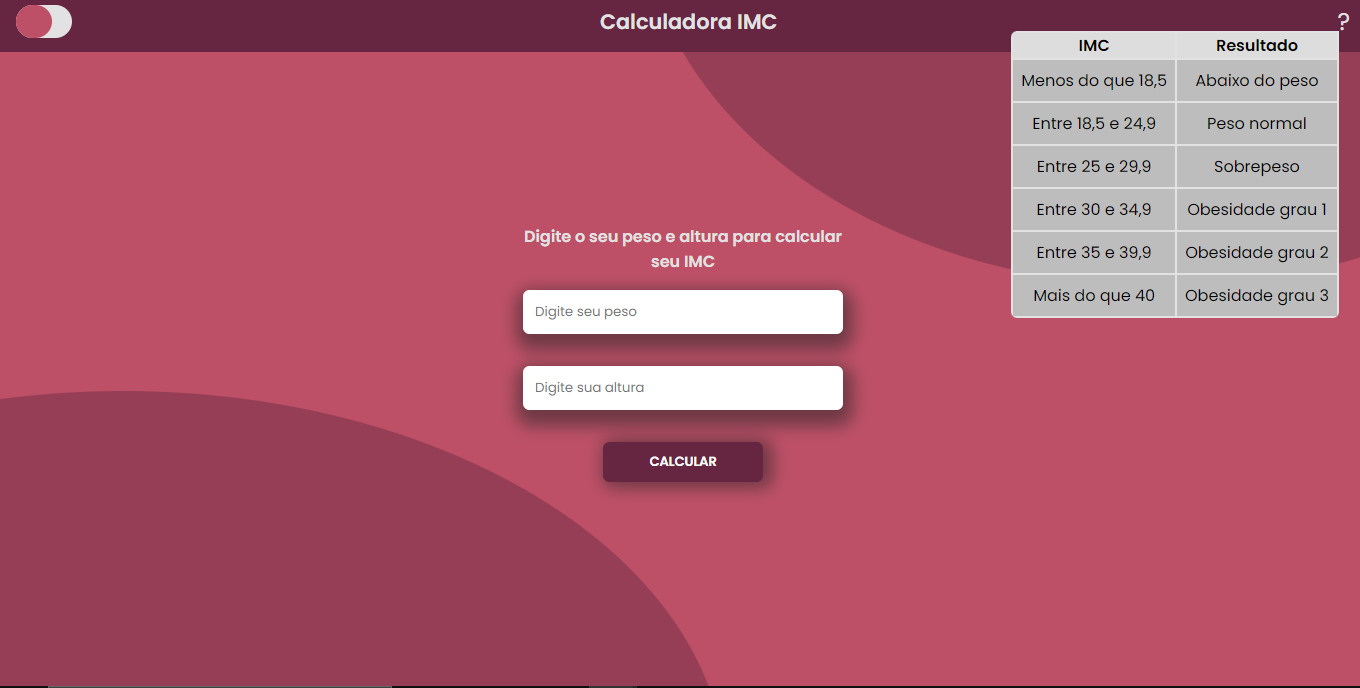 Calculadora IMC
?
IMC Resultado
Menos do que 18,5 Abaixo do peso
Entre 18,5 e 24,9 Peso normal
Entre 25 e 29,9 Sobrepeso
Entre 30 e 34,9 Obesidade grau 1
Entre 35 e 39,9 Obesidade grau 2
Mais do que 40 Obesidade grau 3
Digite o seu peso e altura para calcular
seu IMC
Digite seu peso
Digite sua altura
CALCULAR